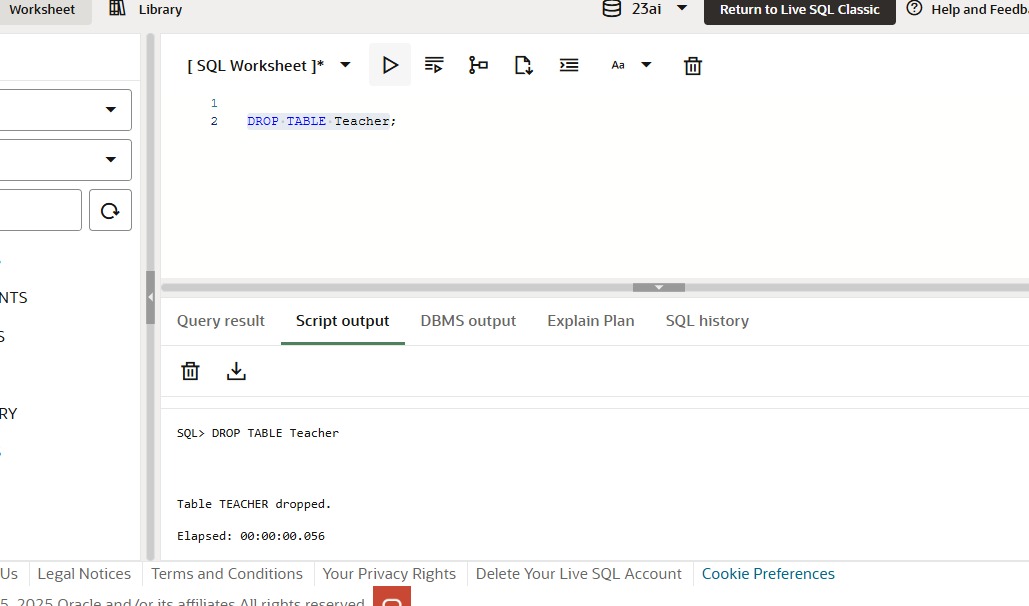 Worksheet Library 23ai Return to Live SQL Classic Help and Feedb
[ SQL Worksheet ]* Aa
1
2 DROP TABLE Teacher;
NTS
S
RY
Query result Script output DBMS output Explain Plan SQL history
SQL> DROP TABLE Teacher
Table TEACHER dropped.
Elapsed: 00:00:00.056
Us Legal Notices Terms and Conditions Your Privacy Rights Delete Your Live SQL Account Cookie Preferences
5, 2025 Oracle and/or its affiliates All rights reserved